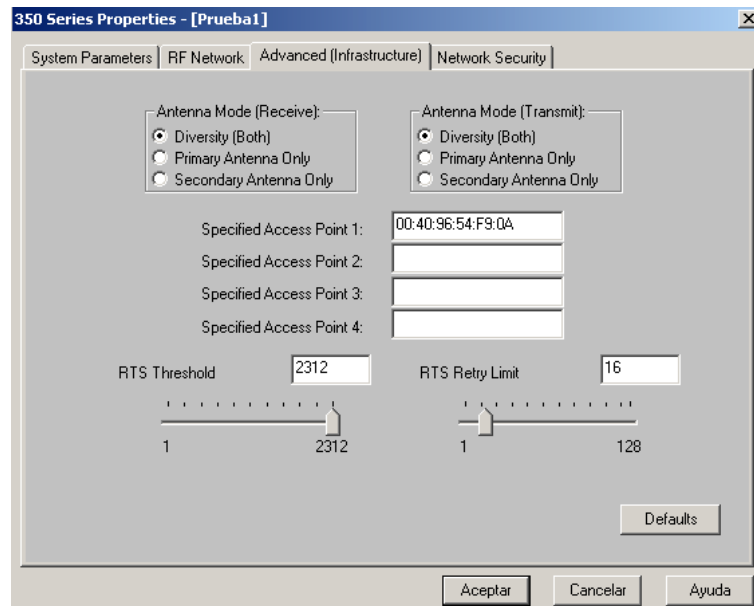 350 Series Properties - [Prueba1]
System Parameters RF Network Advanced (Infrastructure) Network Security
Antenna Mode (Receive): Antenna Mode (Transmit):
Diversity (Both) Diversity (Both)
Primary Antenna Only Primary Antenna Only
Secondary Antenna Only Secondary Antenna Only
Specified Access Point 1: 00:40:96:54:F9:0A
Specified Access Point 2:
Specified Access Point 3:
Specified Access Point 4:
RTS Threshold 2312 RTS Retry Limit 16
1 2312 1 128
Defaults
Aceptar Cancelar Ayuda